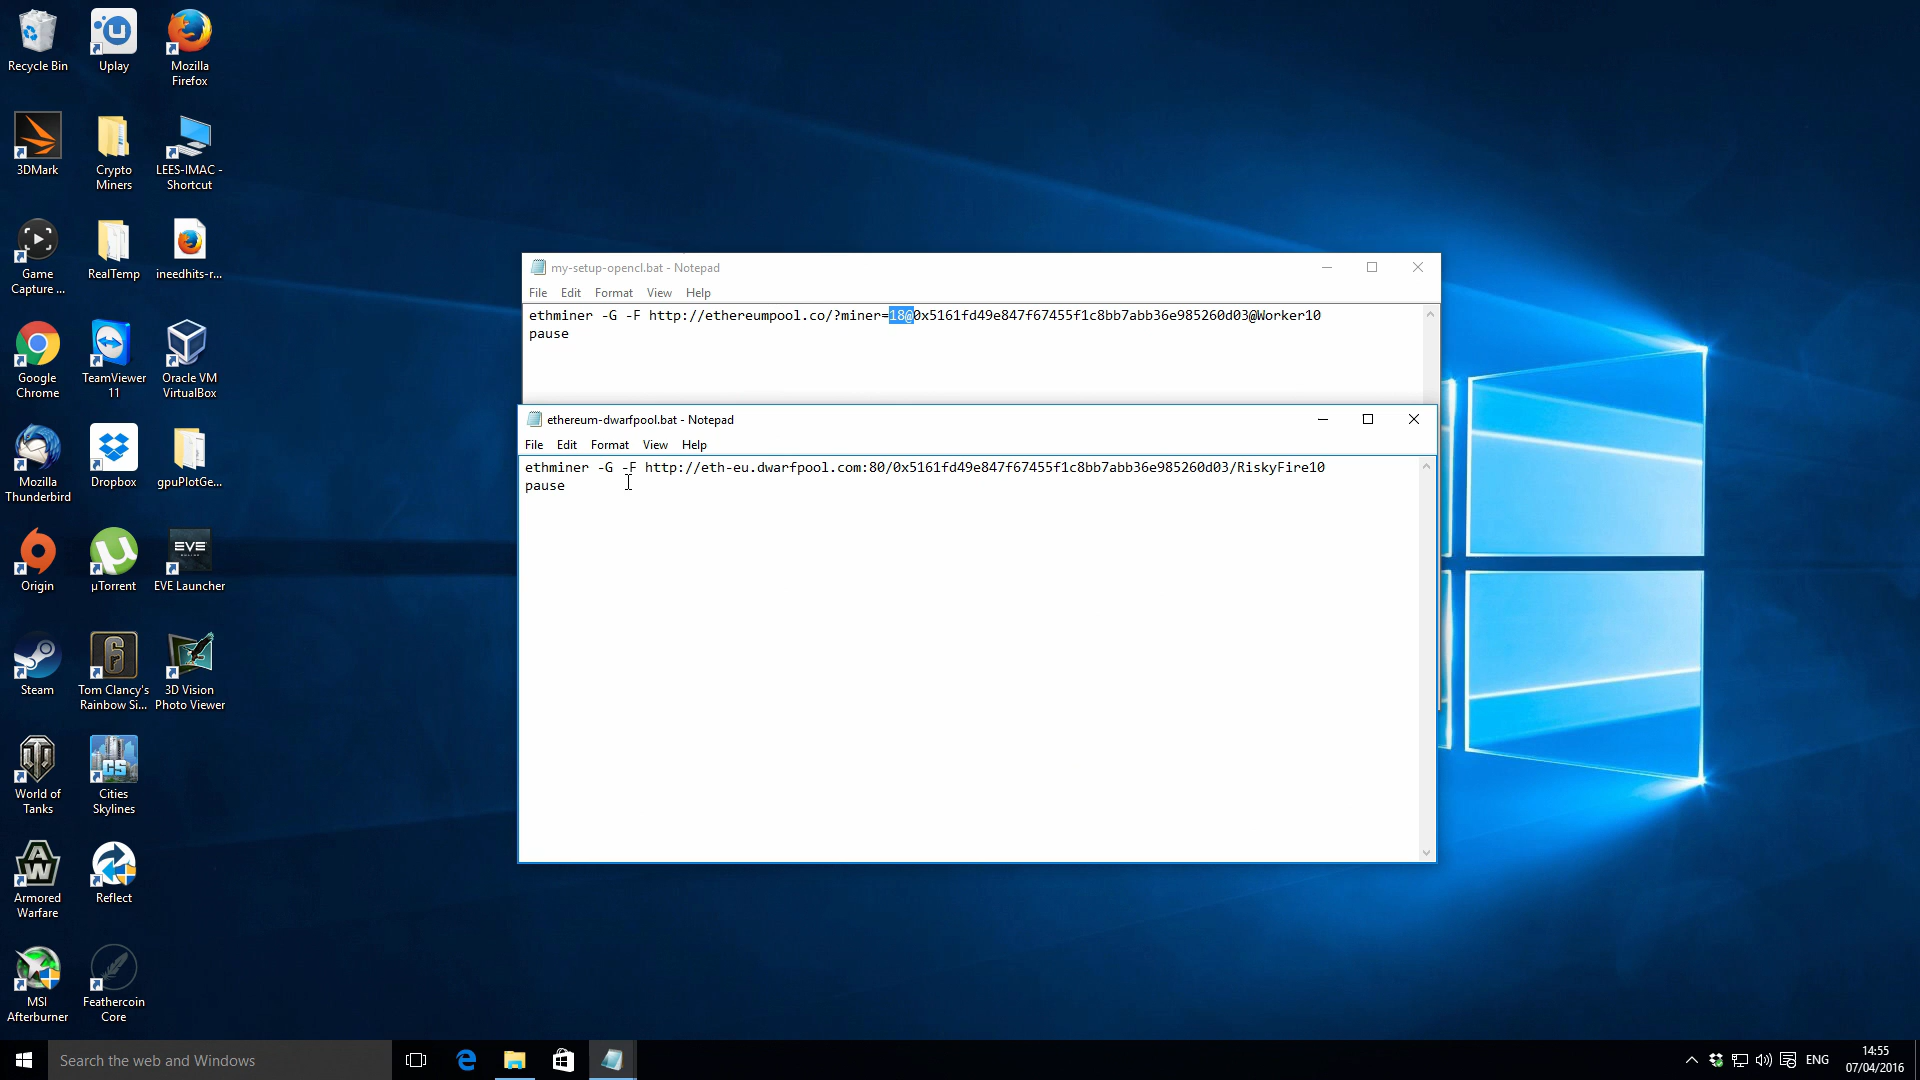 Recycle Bin
Uplay
Mozilla
Firefox
3DMark
Crypto
Miners
LEES-IMAC -
Shortcut
Game
Capture ...
RealTemp
ineedhits-r...
Google
Chrome
TeamViewer
11
Oracle VM
VirtualBox
Mozilla
Thunderbird
Dropbox
gpuPlotGe...
Origin
µTorrent
EVE
EVE Launcher
Steam
Tom Clancy's
Rainbow Si...
3D Vision
Photo Viewer
World of
Tanks
CS
Cities
Skylines
AW
Armored
Warfare
Reflect
MSI
Afterburner
Feathercoin
Core
my-setup-opencl.bat - Notepad
File Edit Format View Help
ethminer -G -F http://ethereumpool.co/?miner=18@0x5161fd49e847f67455f1c8bb7abb36e985260d03@Worker10
pause
ethereum-dwarfpool.bat - Notepad
File Edit Format View Help
ethminer -G -F http://eth-eu.dwarfpool.com:80/0x5161fd49e847f67455f1c8bb7abb36e985260d03/RiskyFire10
pause
Search the web and Windows
ENG
14:55
07/04/2016